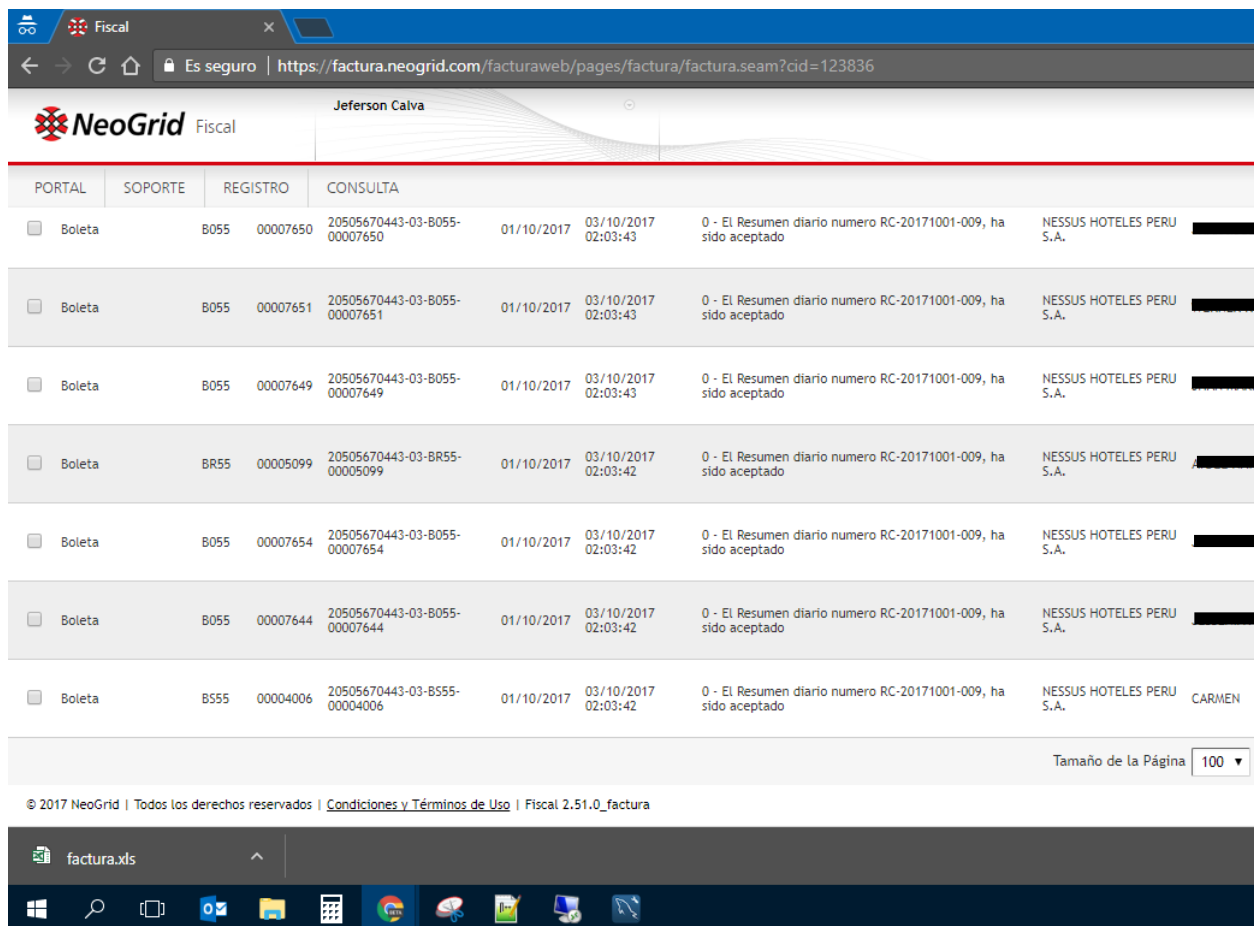 Fiscal
Es seguro | https://factura.neogrid.com/facturaweb/pages/factura/factura.seam?cid=123836
NeoGrid Fiscal
Jeferson Calva
PORTAL SOPORTE REGISTRO CONSULTA
Boleta B055 00007650 20505670443-03-B055- 01/10/2017 03/10/2017 0 - El Resumen diario numero RC-20171001-009, ha NESSUS HOTELES PERU
00007650 02:03:43 sido aceptado S.A.
Boleta B055 00007651 20505670443-03-B055- 01/10/2017 03/10/2017 0 - El Resumen diario numero RC-20171001-009, ha NESSUS HOTELES PERU
00007651 02:03:43 sido aceptado S.A.
Boleta B055 00007649 20505670443-03-B055- 01/10/2017 03/10/2017 0 - El Resumen diario numero RC-20171001-009, ha NESSUS HOTELES PERU
00007649 02:03:43 sido aceptado S.A.
Boleta BR55 00005099 20505670443-03-BR55- 01/10/2017 03/10/2017 0 - El Resumen diario numero RC-20171001-009, ha NESSUS HOTELES PERU
00005099 02:03:42 sido aceptado S.A.
Boleta B055 00007654 20505670443-03-B055- 01/10/2017 03/10/2017 0 - El Resumen diario numero RC-20171001-009, ha NESSUS HOTELES PERU
00007654 02:03:42 sido aceptado S.A.
Boleta B055 00007644 20505670443-03-B055- 01/10/2017 03/10/2017 0 - El Resumen diario numero RC-20171001-009, ha NESSUS HOTELES PERU
00007644 02:03:42 sido aceptado S.A.
Boleta BS55 00004006 20505670443-03-BS55- 01/10/2017 03/10/2017 0 - El Resumen diario numero RC-20171001-009, ha NESSUS HOTELES PERU CARMEN
00004006 02:03:42 sido aceptado S.A.
Tamaño de la Página 100
© 2017 NeoGrid | Todos los derechos reservados | Condiciones y Términos de Uso | Fiscal 2.51.0_factura
factura.xls